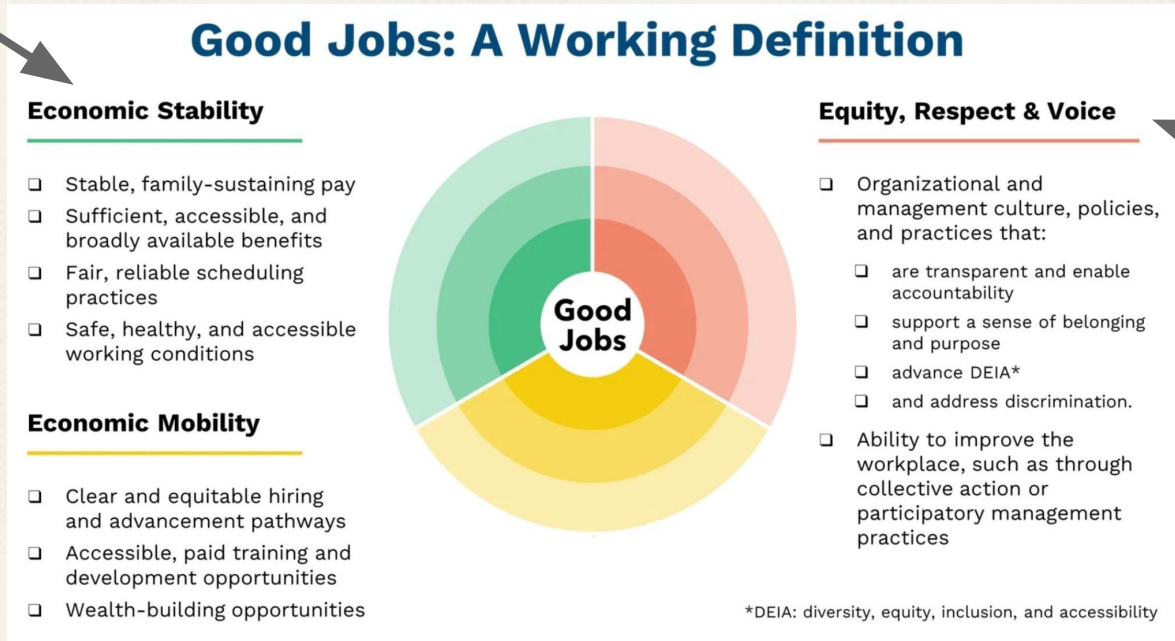 Good Jobs: A Working Definition
Economic Stability
❑ Stable, family-sustaining pay
❑ Sufficient, accessible, and
broadly available benefits
❑ Fair, reliable scheduling
practices
❑ Safe, healthy, and accessible
working conditions
Economic Mobility
❑ Clear and equitable hiring
and advancement pathways
❑ Accessible, paid training and
development opportunities
❑ Wealth-building opportunities
Good
Jobs
Equity, Respect & Voice
❑ Organizational and
management culture, policies,
and practices that:
❑ are transparent and enable
accountability
❑ support a sense of belonging
and purpose
❑ advance DEIA*
❑ and address discrimination.
❑ Ability to improve the
workplace, such as through
collective action or
participatory management
practices
*DEIA: diversity, equity, inclusion, and accessibility